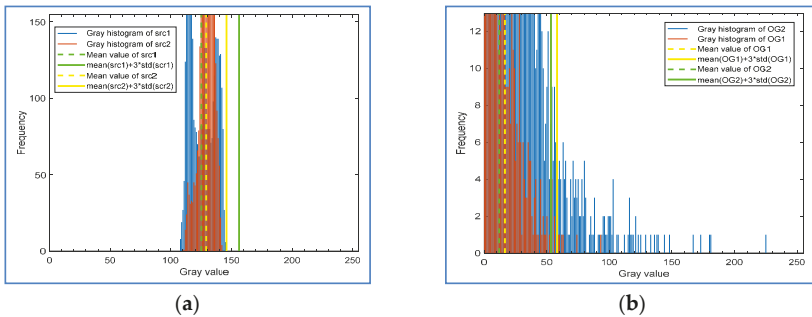 Gray histogram of src1
Gray histogram of src2
Mean value of src1
mean(src1)+3*std(scr1)
Mean value of src2
mean(src2)+3*std(scr2)
150
100
50
0
Frequency
0 50 100 150 200 250
Gray value
(a)
Gray histogram of OG2
Gray histogram of OG1
Mean value of OG1
mean(OG1)+3*std(OG1)
Mean value of OG2
mean(OG2)+3*std(OG2)
12
10
8
6
4
2
0
Frequency
0 50 100 150 200 250
Gray value
(b)